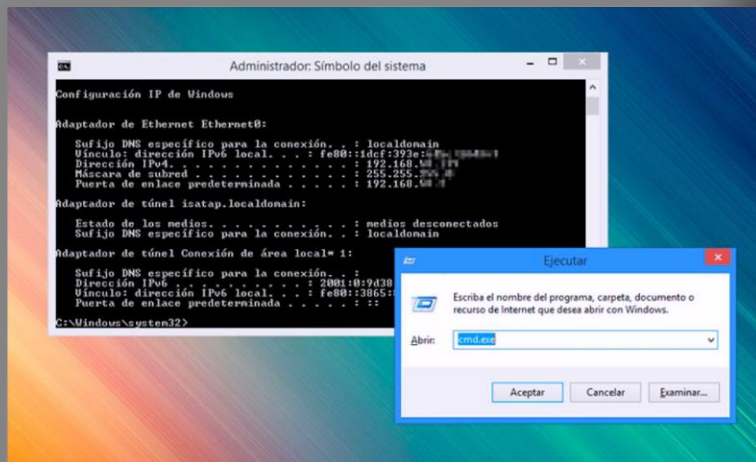 Administrador: Símbolo del sistema
Configuración IP de Windows
Adaptador de Ethernet Ethernet0:
Sufijo DNS específico para la conexión. . : localdomain
Vínculo: dirección IPv6 local. . . : fe80::1dcf:393e:
Dirección IPv4. . . . . . . . . . . . . . : 192.168.
Máscara de subred . . . . . . . . . . . . : 255.255.
Puerta de enlace predeterminada . . . . . : 192.168.
Adaptador de túnel isatap.localdomain:
Estado de los medios. . . . . . . . . . . : medios desconectados
Sufijo DNS específico para la conexión. . : localdomain
Adaptador de túnel Conexión de área local* 1:
Sufijo DNS específico para la conexión. . :
Dirección IPv6 . . . . . . . . . . : 2001:0:9d38
Vínculo: dirección IPv6 local. . . : fe80::3865:
Puerta de enlace predeterminada . . . . . : ::
C:\Windows\system32>
Ejecutar
Escriba el nombre del programa, carpeta, documento o
recurso de Internet que desea abrir con Windows.
Abrir: cmd.exe
Aceptar Cancelar Examinar...